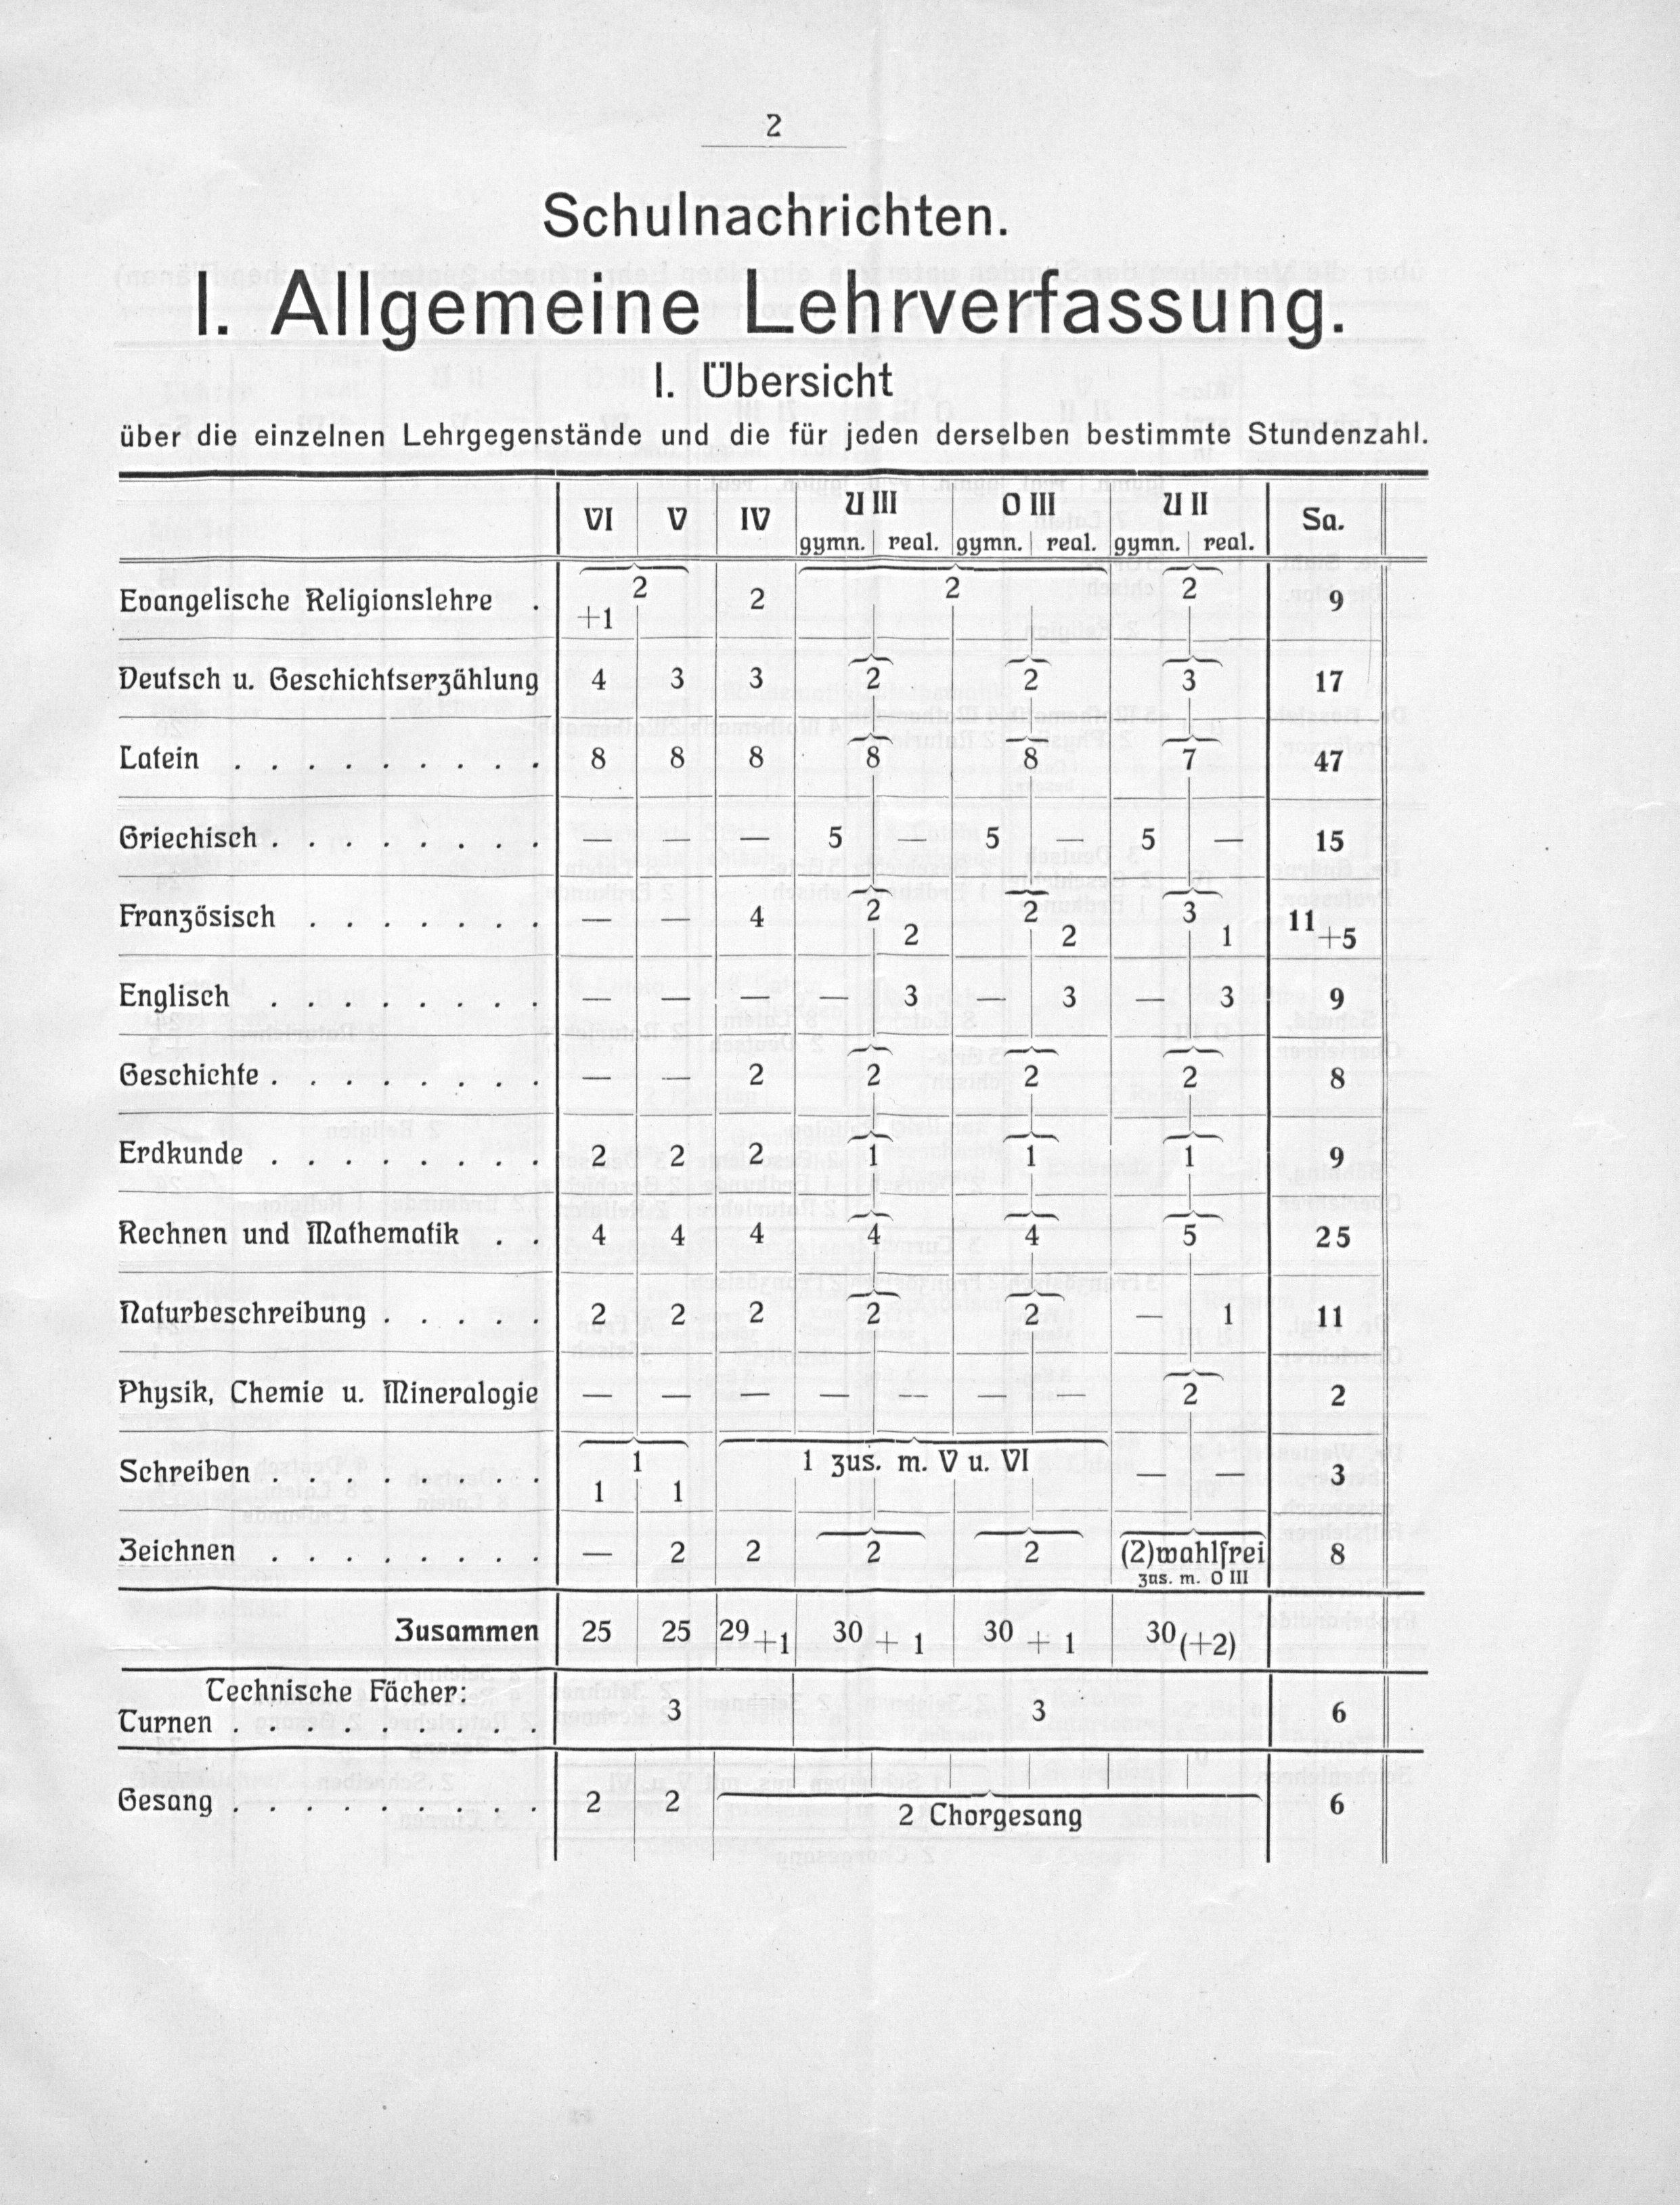 2
Schulnachrichten.
I. Allgemeine Lehrverfassung.
I. Übersicht
über die einzelnen Lehrgegenstände und die für jeden derselben bestimmte Stundenzahl.
VI V IV U III O III U II Sa.
gymn. real. gymn. real. gymn. real.
Evangelische Religionslehre . 2 +1 2 2 2 9
Deutsch u. Geschichtserzählung 4 3 3 2 2 3 17
Latein . . . . . . . . . 8 8 8 8 8 7 47
Griechisch . . . . . . . . — — — 5 — 5 — 5 — 15
Französisch . . . . . . . — — 4 2 2 2 2 3 1 11 +5
Englisch . . . . . . . . — — — — 3 — 3 — 3 9
Geschichte . . . . . . . . — — 2 2 2 2 8
Erdkunde . . . . . . . . 2 2 2 1 1 1 9
Rechnen und Mathematik . . 4 4 4 4 4 5 25
Naturbeschreibung . . . . . 2 2 2 2 2 — 1 11
Physik, Chemie u. Mineralogie — — — — — — — 2 2
Schreiben . . . . . . . . 1 1 1 1 zus. m. V u. VI — — 3
Zeichnen . . . . . . . . — 2 2 2 2 (2)wahlfrei 8
zus. m. O III
Zusammen 25 25 29 +1 30 + 1 30 + 1 30 (+2)
Technische Fächer:
Turnen . . . . . . . . . 3 3 6
Gesang . . . . . . . . . 2 2 2 Chorgesang 6